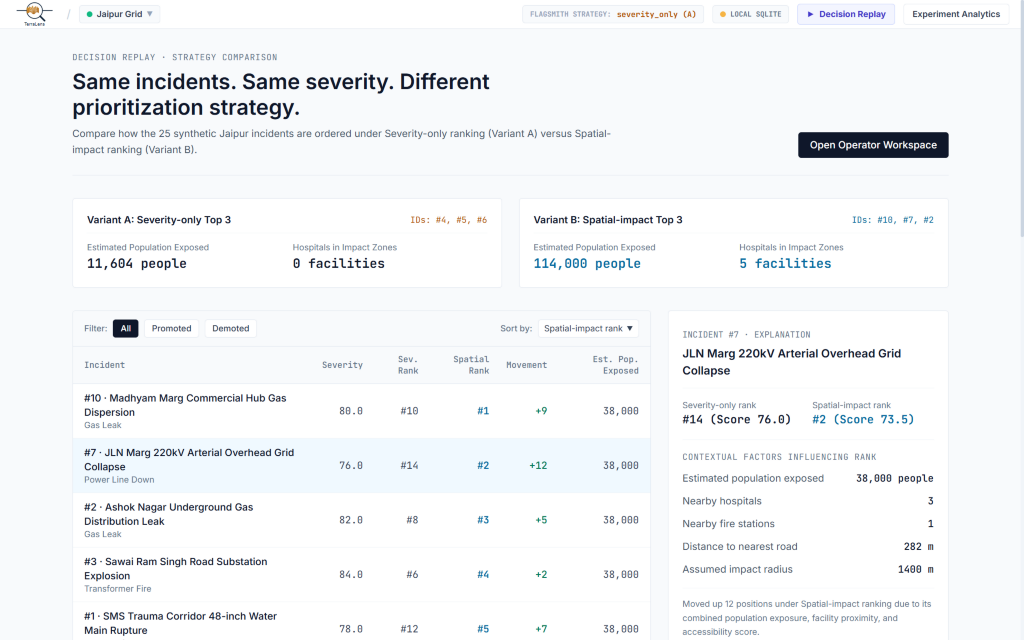 TerraLens
/
Jaipur Grid ▼
FLAGSMITH STRATEGY: severity_only (A)
LOCAL SQLITE
▶ Decision Replay
Experiment Analytics
DECISION REPLAY · STRATEGY COMPARISON
Same incidents. Same severity. Different
prioritization strategy.
Compare how the 25 synthetic Jaipur incidents are ordered under Severity-only ranking (Variant A) versus Spatial-
impact ranking (Variant B).
Open Operator Workspace
Variant A: Severity-only Top 3
IDs: #4, #5, #6
Estimated Population Exposed
Hospitals in Impact Zones
11,604 people
0 facilities
Variant B: Spatial-impact Top 3
IDs: #10, #7, #2
Estimated Population Exposed
Hospitals in Impact Zones
114,000 people
5 facilities
Filter: All Promoted Demoted
Sort by: Spatial-impact rank ▼
Incident Severity Sev. Rank Spatial Rank Movement Est. Pop. Exposed
#10 · Madhyam Marg Commercial Hub Gas
Dispersion
Gas Leak
80.0 #10 #1 +9 38,000
#7 · JLN Marg 220kV Arterial Overhead Grid
Collapse
Power Line Down
76.0 #14 #2 +12 38,000
#2 · Ashok Nagar Underground Gas
Distribution Leak
Gas Leak
82.0 #8 #3 +5 38,000
#3 · Sawai Ram Singh Road Substation
Explosion
Transformer Fire
84.0 #6 #4 +2 38,000
#1 · SMS Trauma Corridor 48-inch Water
Main Rupture
78.0 #12 #5 +7 38,000
INCIDENT #7 · EXPLANATION
JLN Marg 220kV Arterial Overhead Grid
Collapse
Severity-only rank
Spatial-impact rank
#14 (Score 76.0)
#2 (Score 73.5)
CONTEXTUAL FACTORS INFLUENCING RANK
Estimated population exposed 38,000 people
Nearby hospitals 3
Nearby fire stations 1
Distance to nearest road 282 m
Assumed impact radius 1400 m
Moved up 12 positions under Spatial-impact ranking due to its
combined population exposure, facility proximity, and
accessibility score.